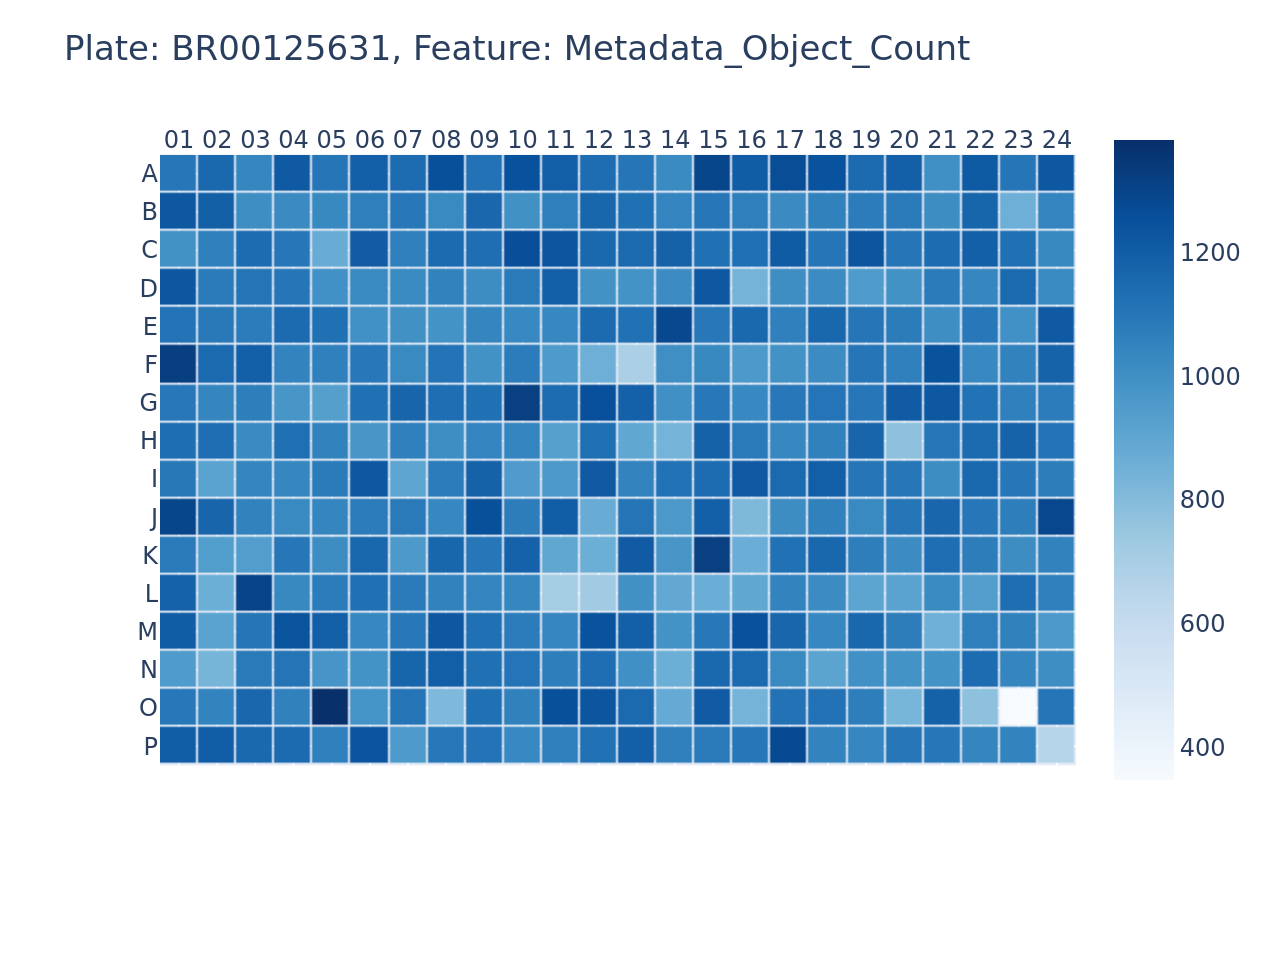 Plate: BR00125631, Feature: Metadata_Object_Count
01 02 03 04 05 06 07 08 09 10 11 12 13 14 15 16 17 18 19 20 21 22 23 24
A
B
C
D
E
F
G
H
I
J
K
L
M
N
O
P
1200
1000
800
600
400